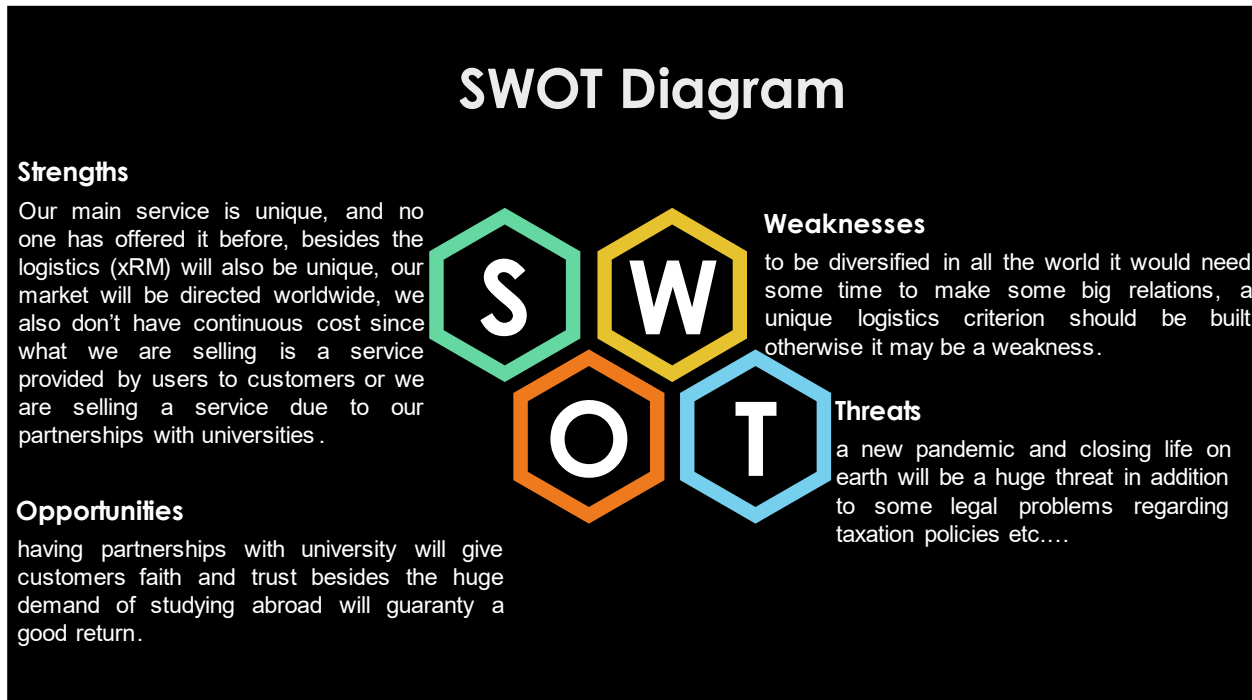 SWOT Diagram
Strengths
Our main service is unique, and no
one has offered it before, besides the
logistics (xRM) will also be unique, our
market will be directed worldwide, we
also don’t have continuous cost since
what we are selling is a service
provided by users to customers or we
are selling a service due to our
partnerships with universities.
S
W
Weaknesses
to be diversified in all the world it would need
some time to make some big relations, a
unique logistics criterion should be built
otherwise it may be a weakness.
O
T
Threats
a new pandemic and closing life on
earth will be a huge threat in addition
to some legal problems regarding
taxation policies etc….
Opportunities
having partnerships with university will give
customers faith and trust besides the huge
demand of studying abroad will guaranty a
good return.